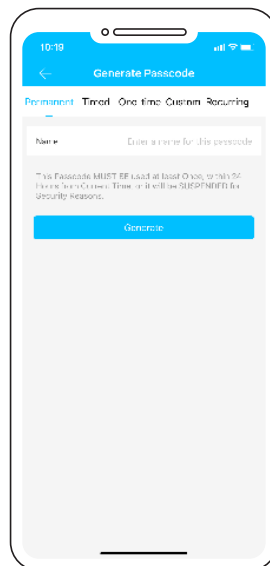 10:19
Generate Passcode
Permanent Timed One-time Custom Recurring
Name Enter a name for this passcode
This Passcode MUST BE used at least Once, within 24
Hours from Current Time, or it will be SUSPENDED for
Security Reasons.
Generate